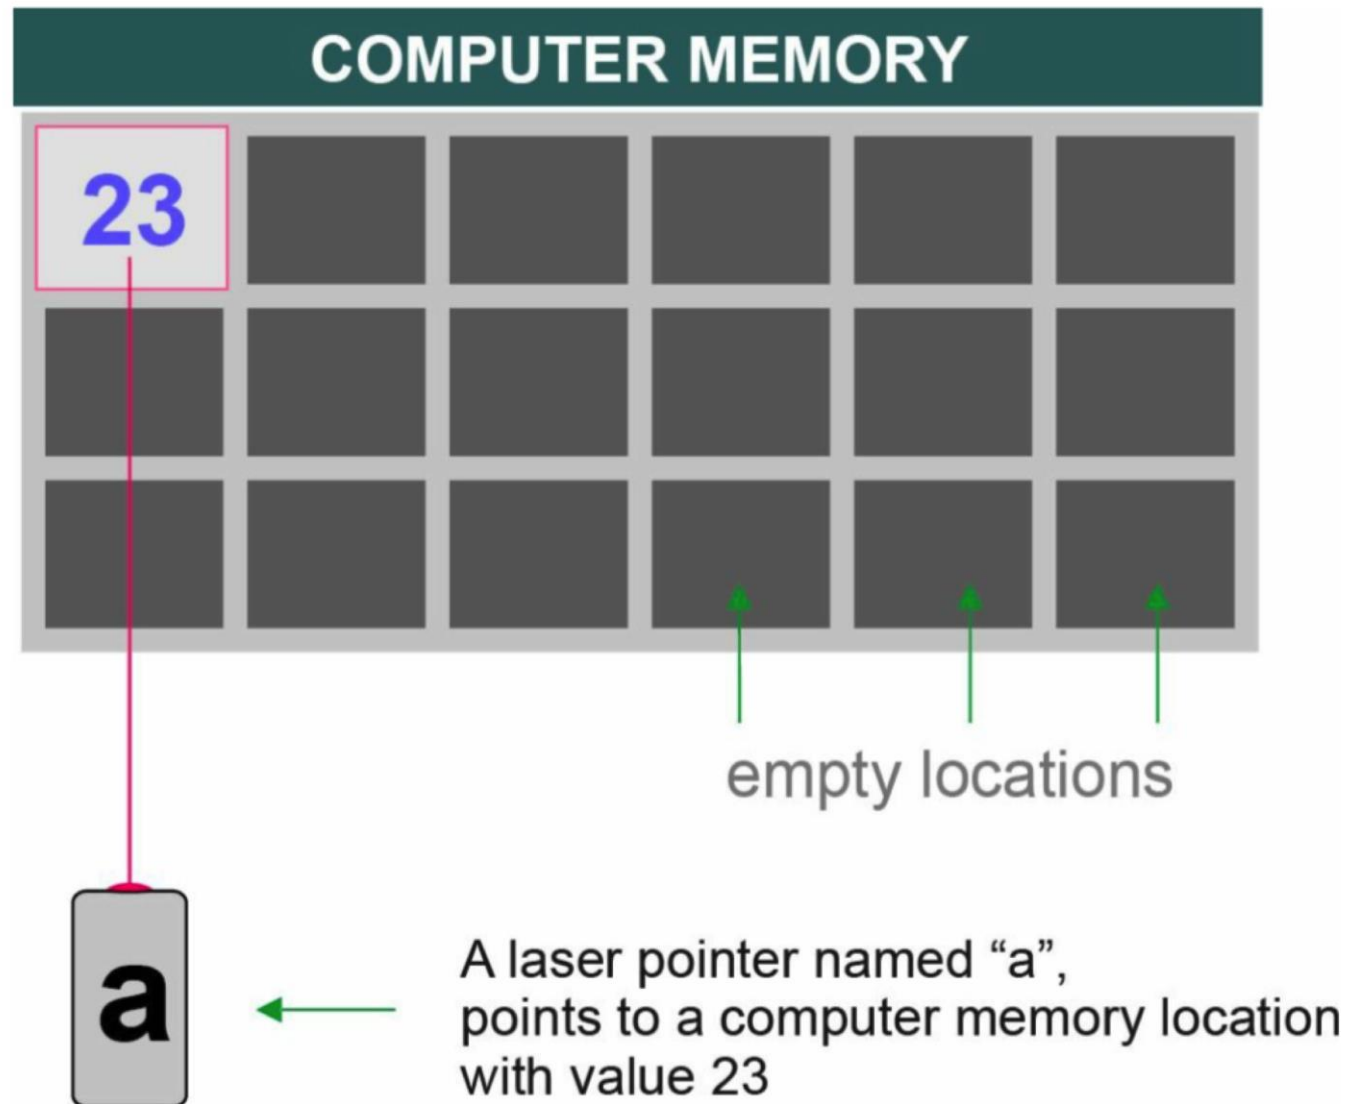 COMPUTER MEMORY
23
empty locations
a
A laser pointer named “a”,
points to a computer memory location
with value 23